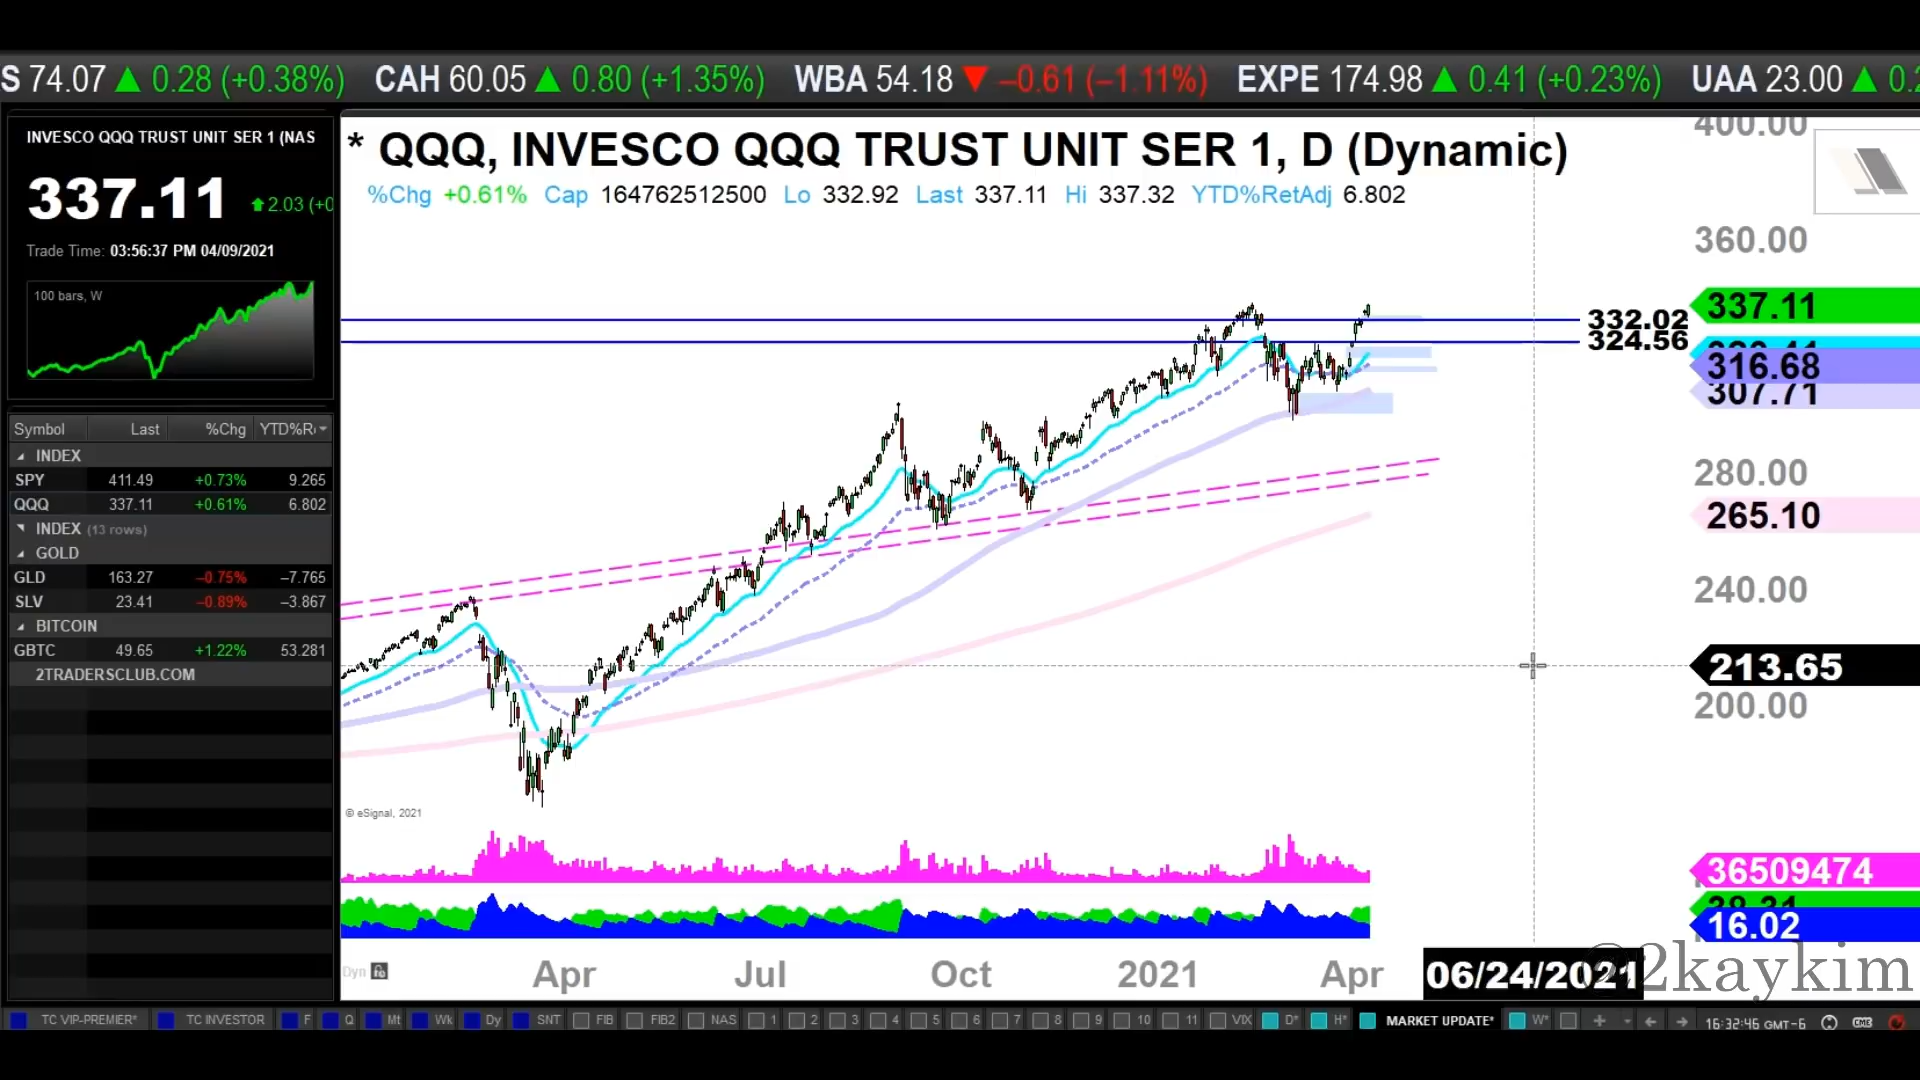 S 74.07 ▲ 0.28 (+0.38%) CAH 60.05 ▲ 0.80 (+1.35%) WBA 54.18 ▼ −0.61 (−1.11%) EXPE 174.98 ▲ 0.41 (+0.23%) UAA 23.00 ▲
INVESCO QQQ TRUST UNIT SER 1 (NAS
337.11 2.03 (+0
Trade Time: 03:56:37 PM 04/09/2021
100 bars, W
Symbol Last %Chg YTD%R
INDEX
SPY 411.49 +0.73% 9.265
QQQ 337.11 +0.61% 6.802
INDEX (13 rows)
GOLD
GLD 163.27 −0.75% −7.765
SLV 23.41 −0.89% −3.867
BITCOIN
GBTC 49.65 +1.22% 53.281
2TRADERSCLUB.COM
* QQQ, INVESCO QQQ TRUST UNIT SER 1, D (Dynamic)
%Chg +0.61% Cap 164762512500 Lo 332.92 Last 337.11 Hi 337.32 YTD%RetAdj 6.802
400.00
360.00
337.11
332.02
324.56
316.68
307.71
280.00
265.10
240.00
213.65
200.00
© eSignal, 2021
36509474
16.02
@2kaykim
Dyn Apr Jul Oct 2021 Apr 06/24/2021
TC VIP-PREMIER* TC INVESTOR F Q Mt Wk Dy SNT FIB FIB2 NAS 1 2 3 4 5 6 7 8 9 10 11 VIX D* H* MARKET UPDATE* W* 16:32:46 GMT-6 CME